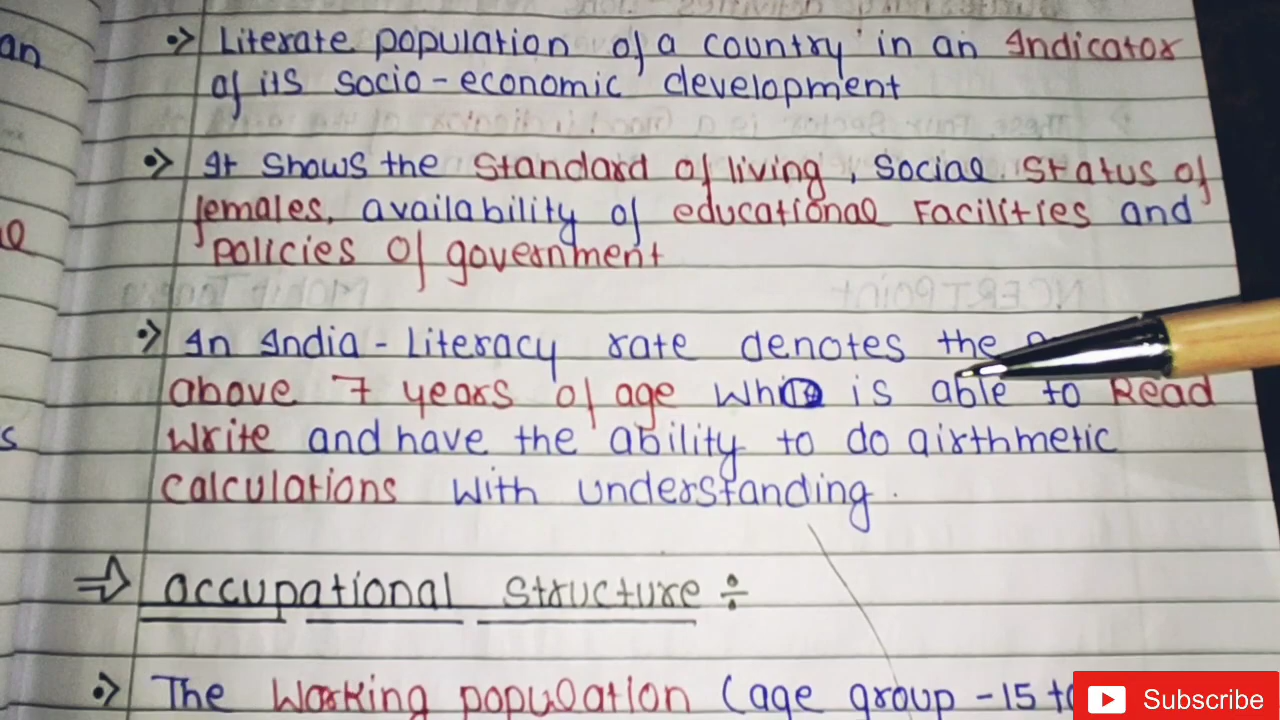 an
Literate population of a country in an Indicator
of its socio-economic development
It shows the standard of living, social status of
females, availability of educational Facilities and
policies of government
In India - Literacy rate denotes the
above 7 years of age who is able to Read
write and have the ability to do airthmetic
calculations with understanding.
s
⇒ occupational structure ÷
The working population (age group -15 to
Subscribe